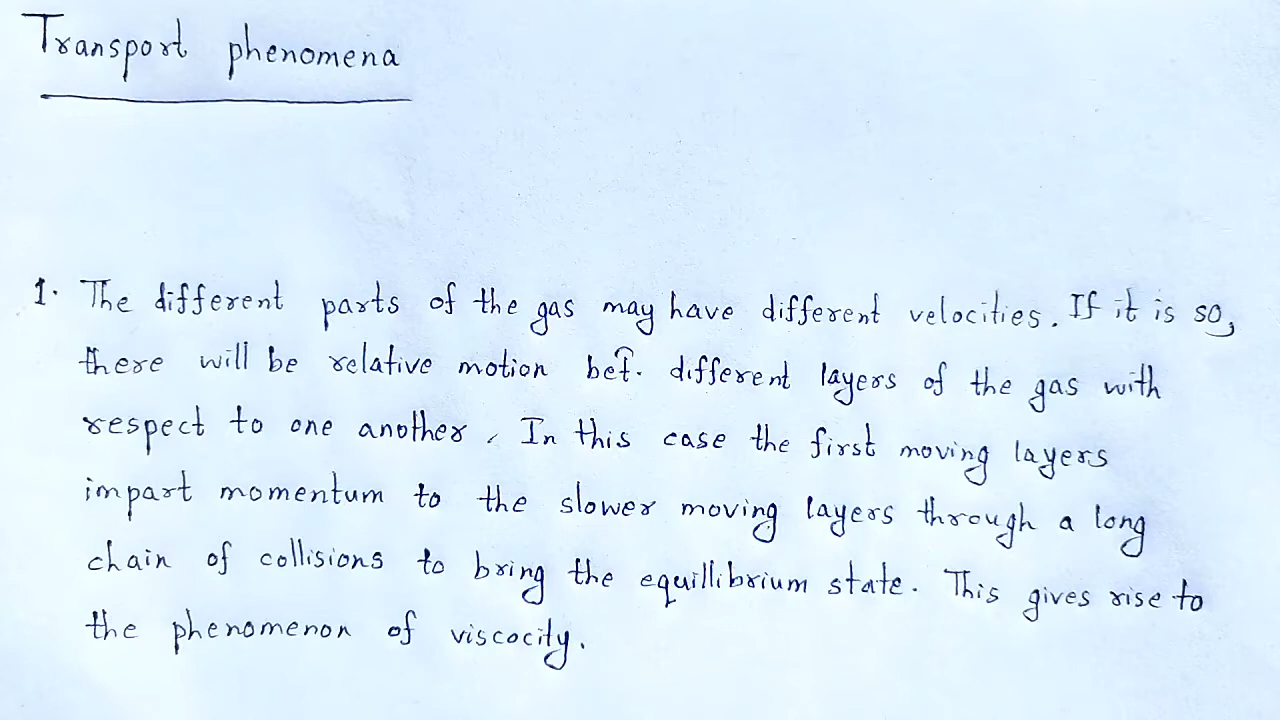 Transport phenomena
1. The different parts of the gas may have different velocities. If it is so,
there will be relative motion bet. different layers of the gas with
respect to one another. In this case the first moving layers
impart momentum to the slower moving layers through a long
chain of collisions to bring the equillibrium state. This gives rise to
the phenomenon of viscocity.